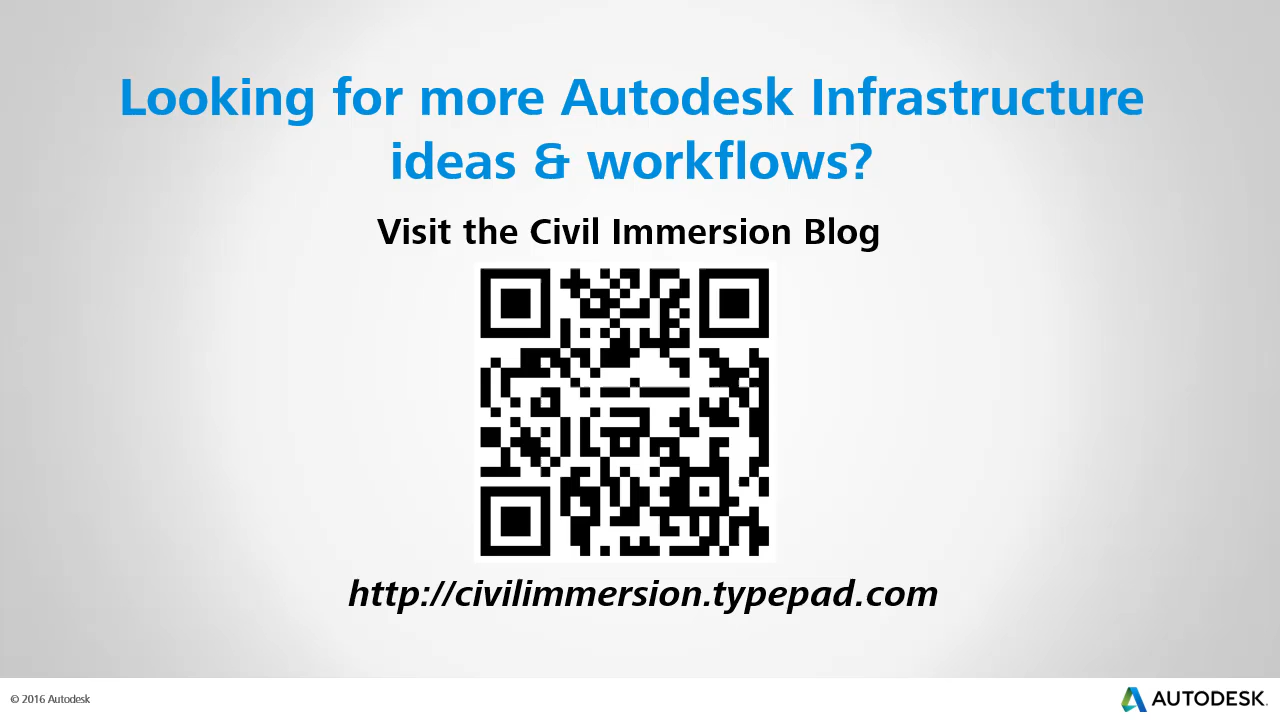 Looking for more Autodesk Infrastructure
ideas & workflows?
Visit the Civil Immersion Blog
http://civilimmersion.typepad.com
© 2016 Autodesk
AUTODESK.